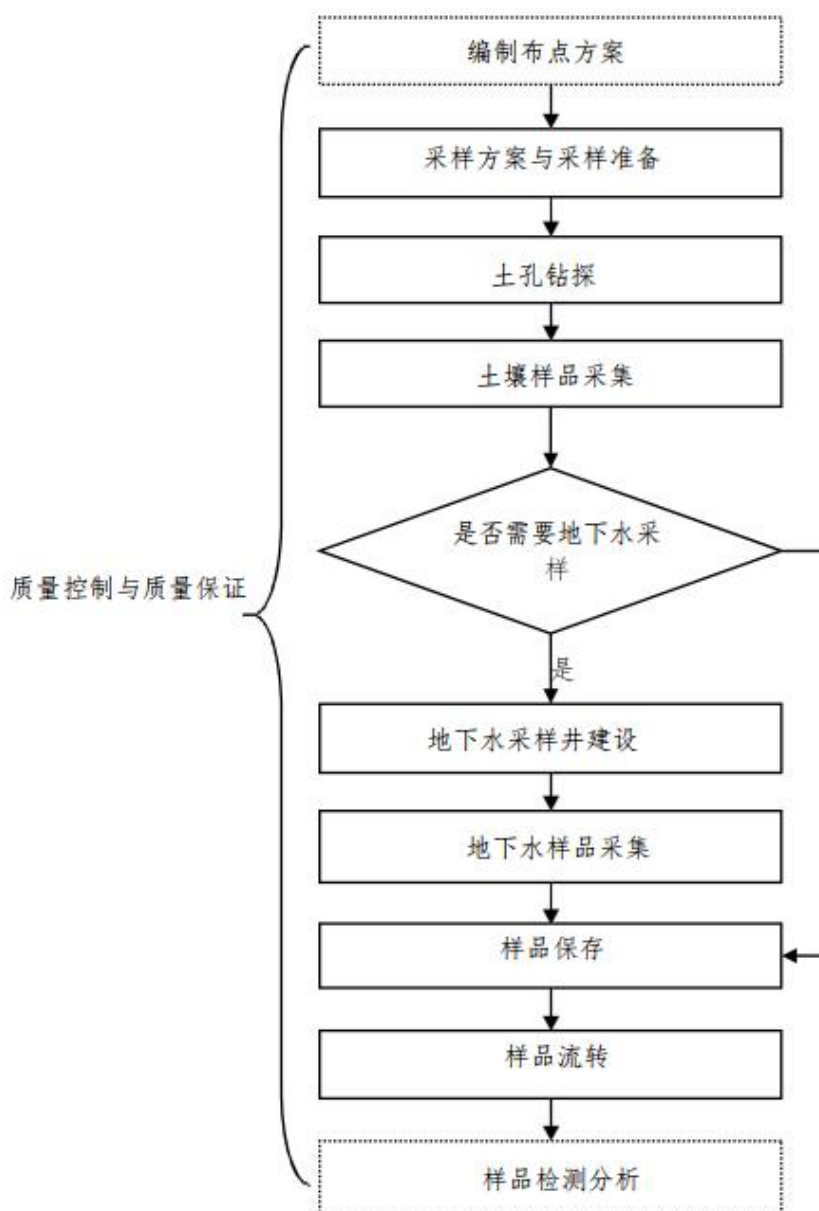 编制布点方案
采样方案与采样准备
土孔钻探
土壤样品采集
是否需要地下水采
样
质量控制与质量保证
是
地下水采样井建设
地下水样品采集
样品保存
样品流转
样品检测分析